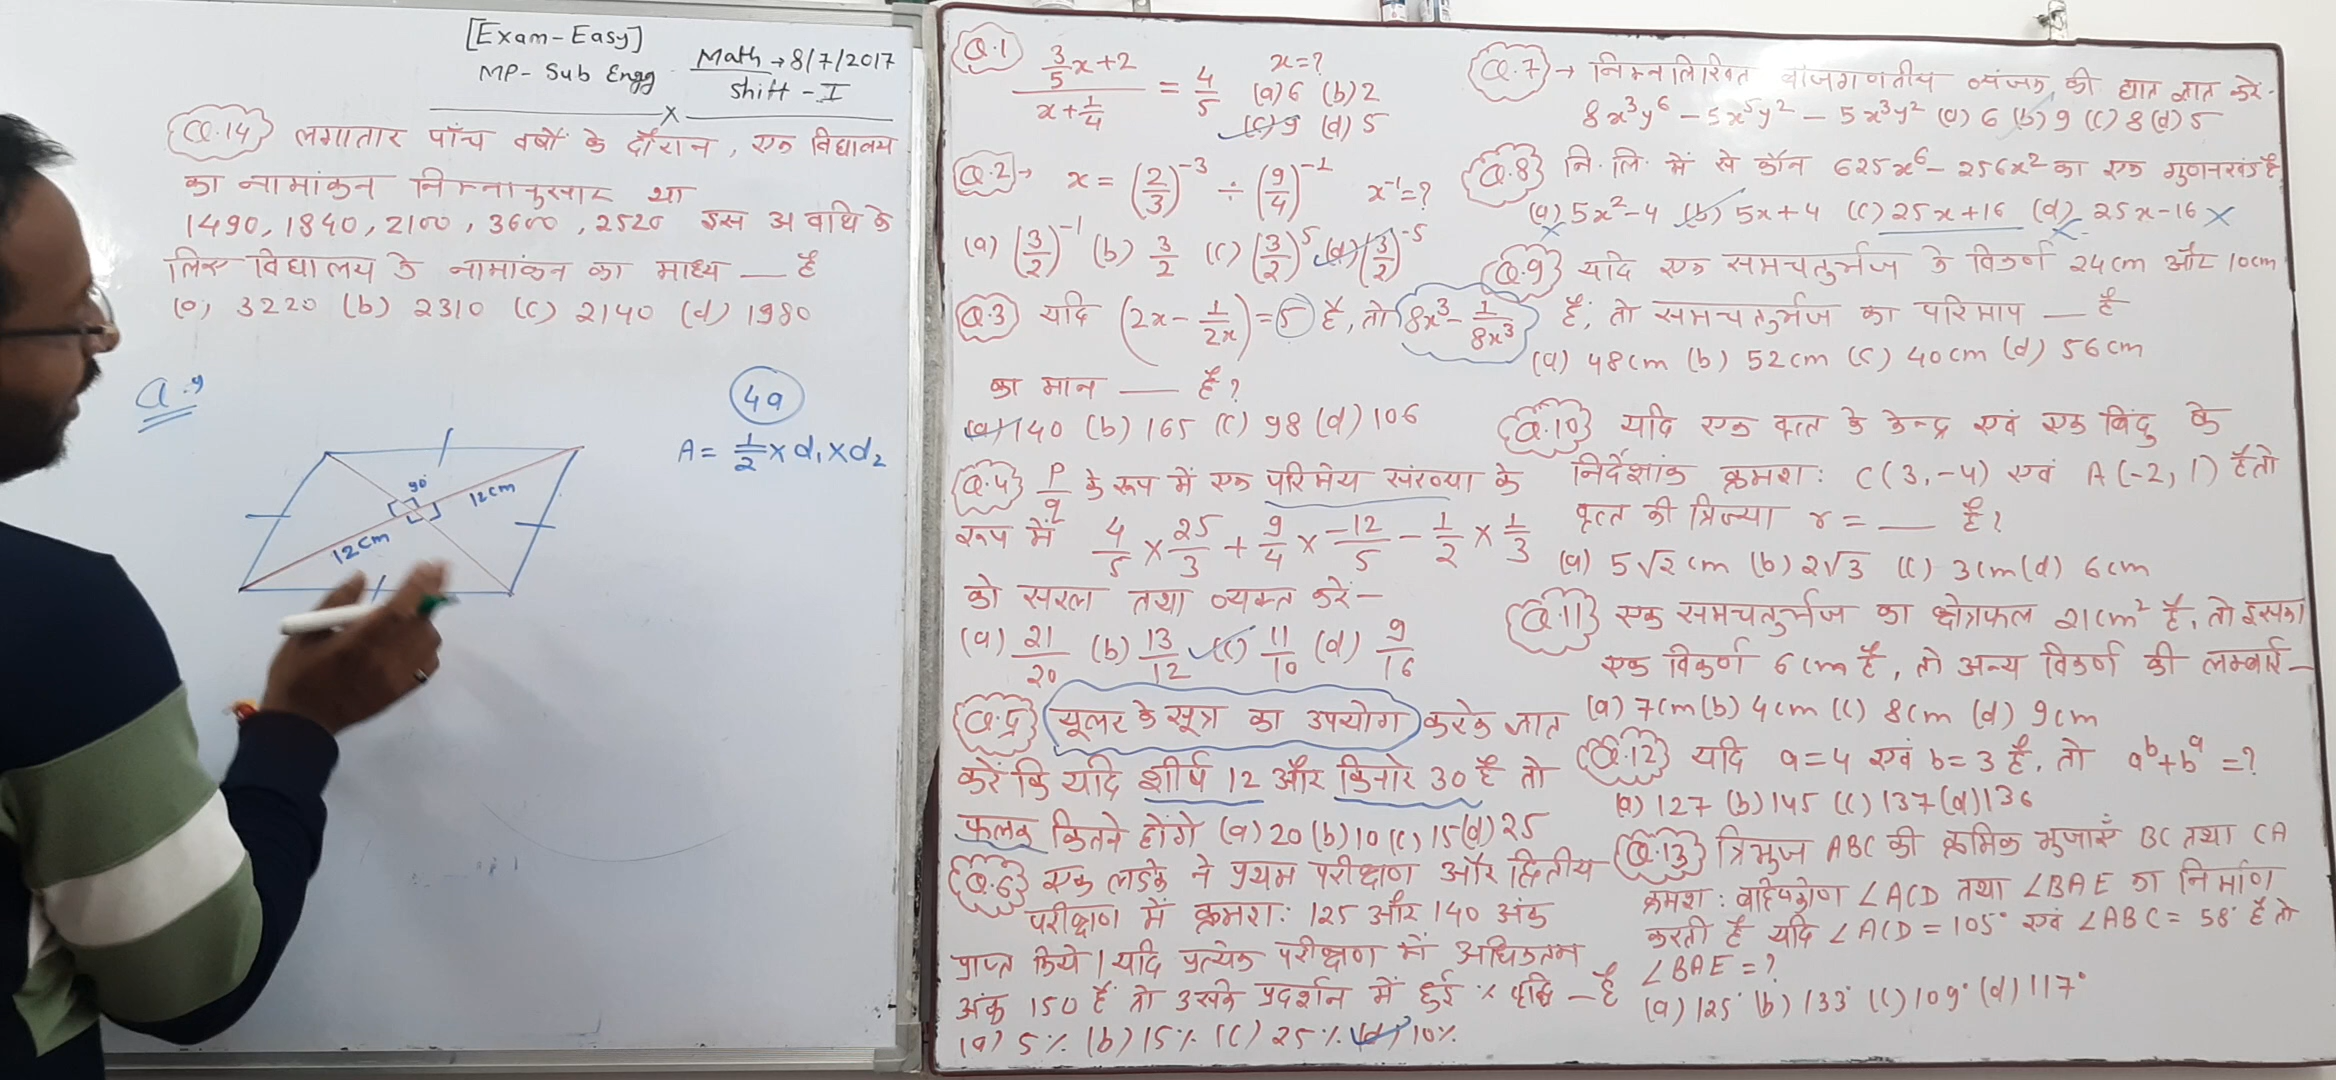 [Exam-Easy]
MP- Sub Engg
Math → 8/7/2017
Shift - I
x
Q.14 लगातार पाँच वर्षों के दौरान, एक विद्यालय
का नामांकन निम्नानुसार था
1490, 1840, 2100, 3600, 2520 इस अवधि के
लिए विद्यालय के नामांकन का माध्य — है
(a) 3220 (b) 2310 (c) 2140 (d) 1980
Q.9
4a
A = 1/2 × d₁ × d₂
90°
12cm
12cm
Q.1 (3/5 x + 2)/(x + 1/4) = 4/5 x = ?
(a) 6 (b) 2
(c) 9 (d) 5
Q.2 → x = (2/3)⁻³ ÷ (9/4)⁻¹ x⁻¹ = ?
(a) (3/2)⁻¹ (b) 3/2 (c) (3/2)⁵ (d) (3/2)⁻⁵
Q.3 यदि (2x - 1/2x) = 5 है, तो 8x³ - 1/8x³
का मान — है?
(a) 140 (b) 165 (c) 98 (d) 106
Q.4 P/q के रूप में एक परिमेय संख्या के
रूप में 4/5 × 25/3 + 9/4 × -12/5 - 1/2 × 1/3
को सरल तथा व्यक्त करें-
(a) 21/20 (b) 13/12 (c) 11/10 (d) 9/16
Q.5 यूलर के सूत्र का उपयोग करके ज्ञात
करें कि यदि शीर्ष 12 और किनारे 30 है तो
फलक कितने होंगे (a) 20 (b) 10 (c) 15 (d) 25
Q.6 एक लडके ने प्रथम परीक्षण और द्वितीय
परीक्षण में क्रमश: 125 और 140 अंक
प्राप्त किये। यदि प्रत्येक परीक्षण में अधिकतम
अंक 150 हैं तो उसके प्रदर्शन में हुई % वृद्धि — है
(a) 5% (b) 15% (c) 25% (d) 10%
Q.7 → निम्नलिखित बीजगणितीय व्यंजक, की घात ज्ञात करें-
8x³y⁶ - 5x⁵y² - 5x³y² (a) 6 (b) 9 (c) 8 (d) 5
Q.8 नि.लि. में से कौन 625x⁶ - 256x² का एक गुणनखंड है
(a) 5x²-4 (b) 5x+4 (c) 25x+16 (d) 25x-16
Q.9 यदि एक समचतुर्भुज के विकर्ण 24cm और 10cm
है, तो समचतुर्भुज का परिमाप — है
(a) 48cm (b) 52cm (c) 40cm (d) 56cm
Q.10 यदि एक वृत्त के केन्द्र एवं एक बिंदु के
निर्देशांक क्रमश: C(3,-4) एवं A(-2,1) है तो
वृत्त की त्रिज्या r = — है?
(a) 5√2 cm (b) 2√3 (c) 3cm (d) 6cm
Q.11 एक समचतुर्भुज का क्षेत्रफल 21cm² है, तो इसका
एक विकर्ण 6cm है, तो अन्य विकर्ण की लम्बाई-
(a) 7cm (b) 4cm (c) 8cm (d) 9cm
Q.12 यदि a=4 एवं b=3 है, तो aᵇ+bᵃ = ?
(a) 127 (b) 145 (c) 137 (d) 136
Q.13 त्रिभुज ABC की क्रमिक भुजाएँ BC तथा CA
क्रमश: बहिष्कोण ∠ACD तथा ∠BAE का निर्माण
करती है यदि ∠ACD = 105° एवं ∠ABC = 58° है तो
∠BAE = ?
(a) 125° (b) 133° (c) 109° (d) 117°